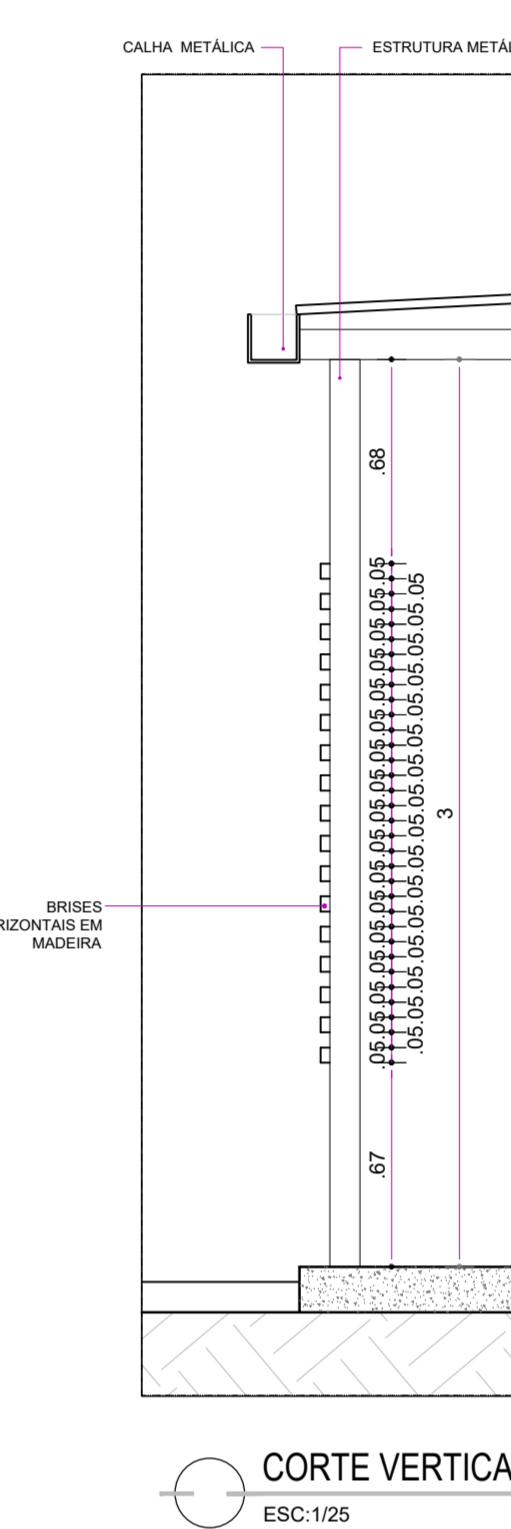 CALHA METÁLICA
ESTRUTURA METÁL
.68
.05.05.05.05.05.05.05.05.05.05.05.05.05.05.05.05.05
.05.05.05.05.05.05.05.05.05.05.05.05.05.05.05.05
3
BRISES
RIZONTAIS EM
MADEIRA
.67
CORTE VERTICA
ESC:1/25